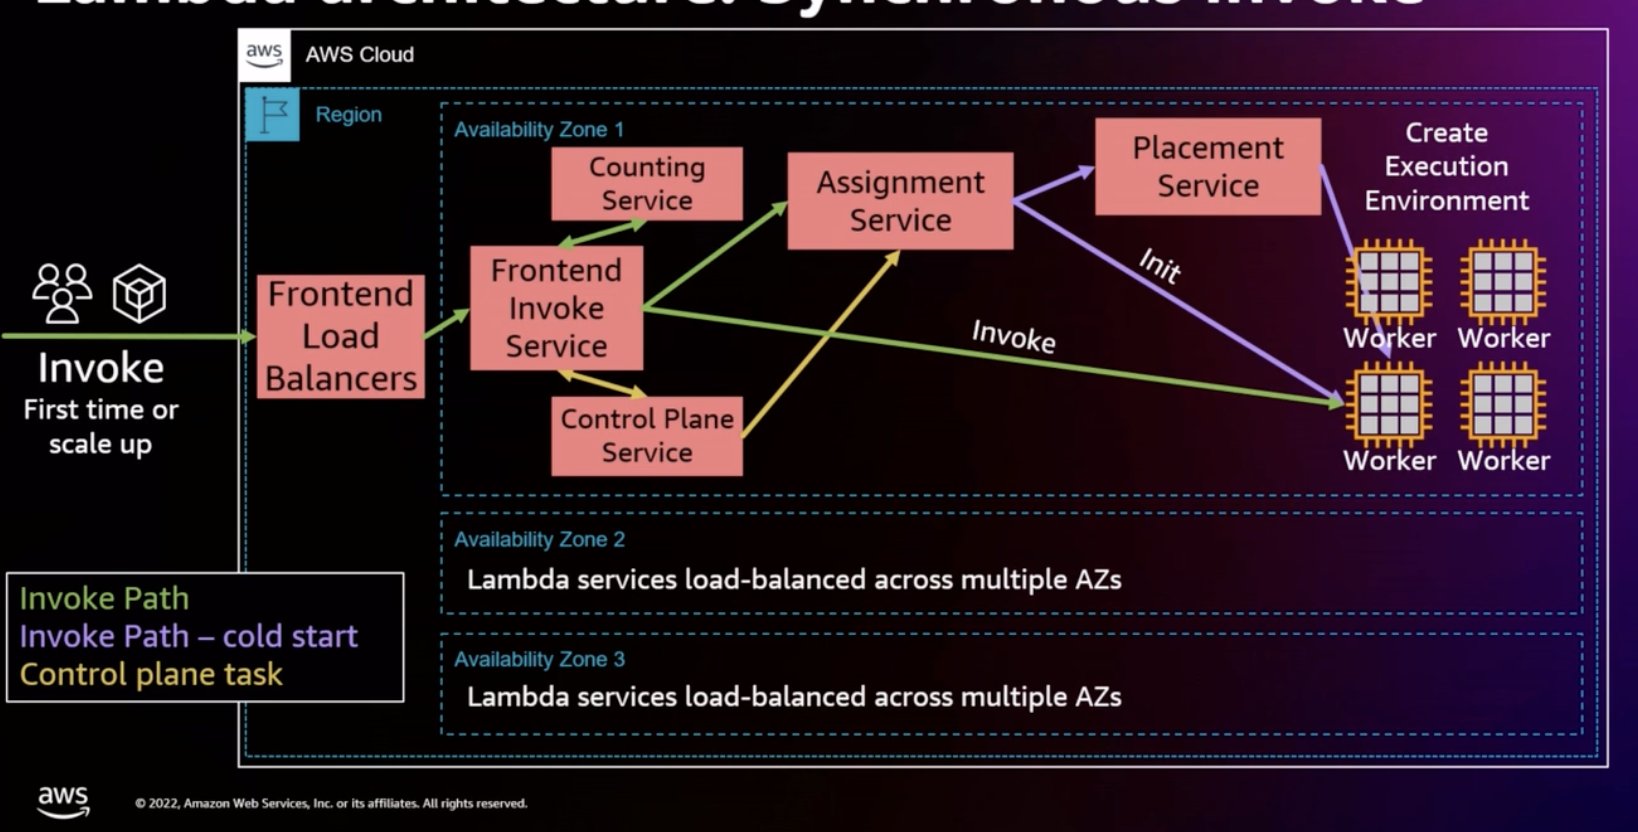 Lambda architecture: Synchronous invoke
aws
AWS Cloud
Region
Availability Zone 1
Counting
Service
Assignment
Service
Placement
Service
Create
Execution
Environment
Frontend
Load
Balancers
Frontend
Invoke
Service
Control Plane
Service
Init
Invoke
Worker
Worker
Worker
Worker
Invoke
First time or
scale up
Availability Zone 2
Lambda services load-balanced across multiple AZs
Availability Zone 3
Lambda services load-balanced across multiple AZs
Invoke Path
Invoke Path – cold start
Control plane task
aws
© 2022, Amazon Web Services, Inc. or its affiliates. All rights reserved.